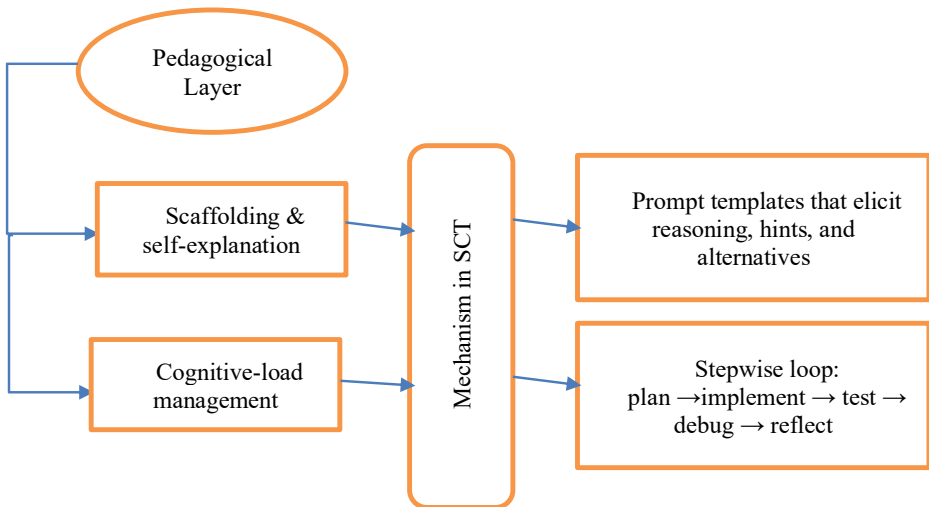 Pedagogical
Layer
Scaffolding &
self-explanation
Cognitive-load
management
Mechanism in SCT
Prompt templates that elicit
reasoning, hints, and
alternatives
Stepwise loop:
plan →implement → test →
debug → reflect